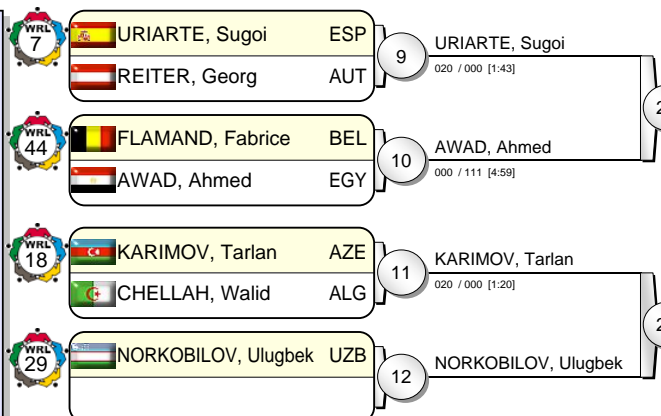 WRL
7
URIARTE, Sugoi ESP
REITER, Georg AUT
9
URIARTE, Sugoi
020 / 000 [1:43]
WRL
44
FLAMAND, Fabrice BEL
AWAD, Ahmed EGY
10
AWAD, Ahmed
000 / 111 [4:59]
WRL
18
KARIMOV, Tarlan AZE
CHELLAH, Walid ALG
11
KARIMOV, Tarlan
020 / 000 [1:20]
WRL
29
NORKOBILOV, Ulugbek UZB
12
NORKOBILOV, Ulugbek